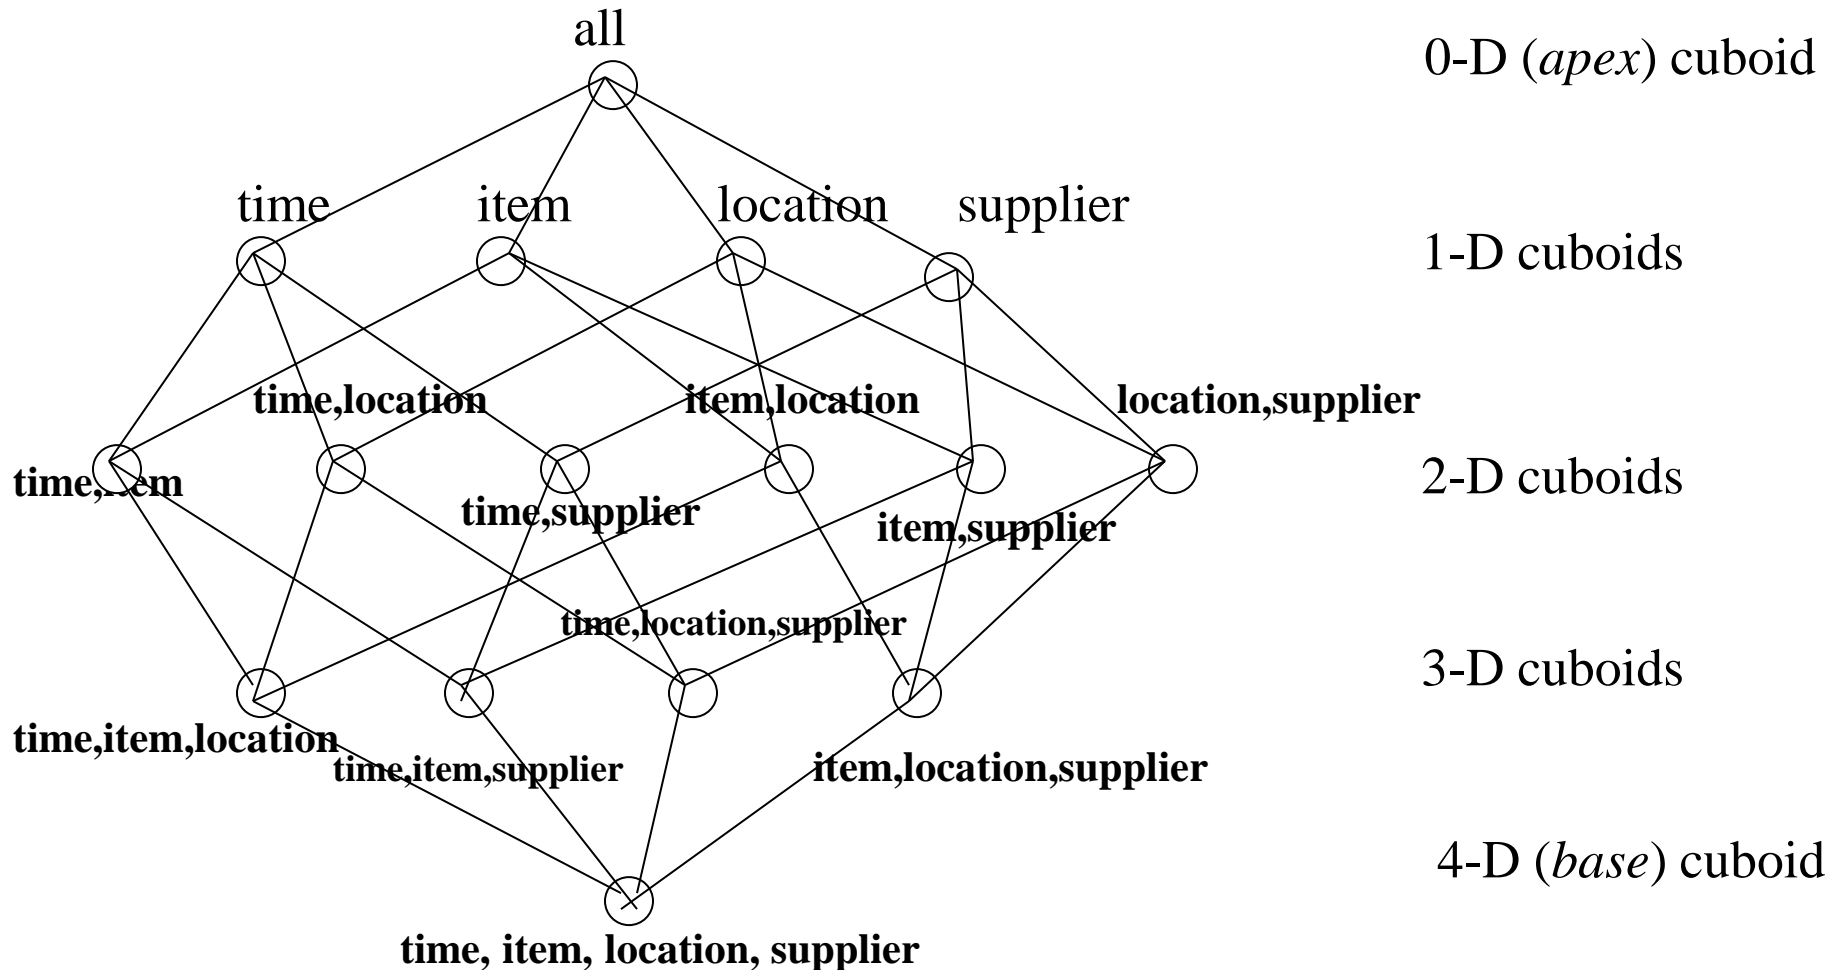 all
0-D (apex) cuboid
time
item
location
supplier
1-D cuboids
time,location
item,location
location,supplier
time,item
2-D cuboids
time,supplier
item,supplier
time,location,supplier
3-D cuboids
time,item,location
time,item,supplier
item,location,supplier
4-D (base) cuboid
time, item, location, supplier